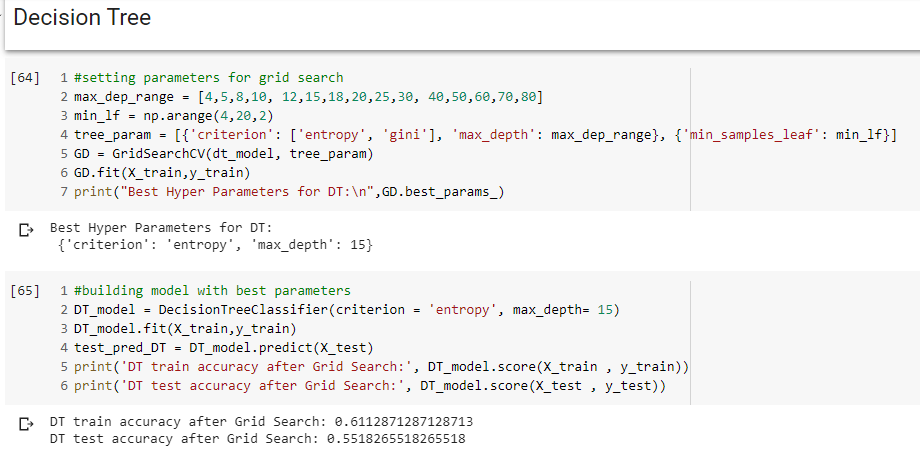 Decision Tree
[64] 1 #setting parameters for grid search
2 max_dep_range = [4,5,8,10, 12,15,18,20,25,30, 40,50,60,70,80]
3 min_lf = np.arange(4,20,2)
4 tree_param = [{'criterion': ['entropy', 'gini'], 'max_depth': max_dep_range}, {'min_samples_leaf': min_lf}]
5 GD = GridSearchCV(dt_model, tree_param)
6 GD.fit(X_train,y_train)
7 print("Best Hyper Parameters for DT:\n",GD.best_params_)
Best Hyper Parameters for DT:
{'criterion': 'entropy', 'max_depth': 15}
[65] 1 #building model with best parameters
2 DT_model = DecisionTreeClassifier(criterion = 'entropy', max_depth= 15)
3 DT_model.fit(X_train,y_train)
4 test_pred_DT = DT_model.predict(X_test)
5 print('DT train accuracy after Grid Search:', DT_model.score(X_train , y_train))
6 print('DT test accuracy after Grid Search:', DT_model.score(X_test , y_test))
DT train accuracy after Grid Search: 0.6112871287128713
DT test accuracy after Grid Search: 0.5518265518265518